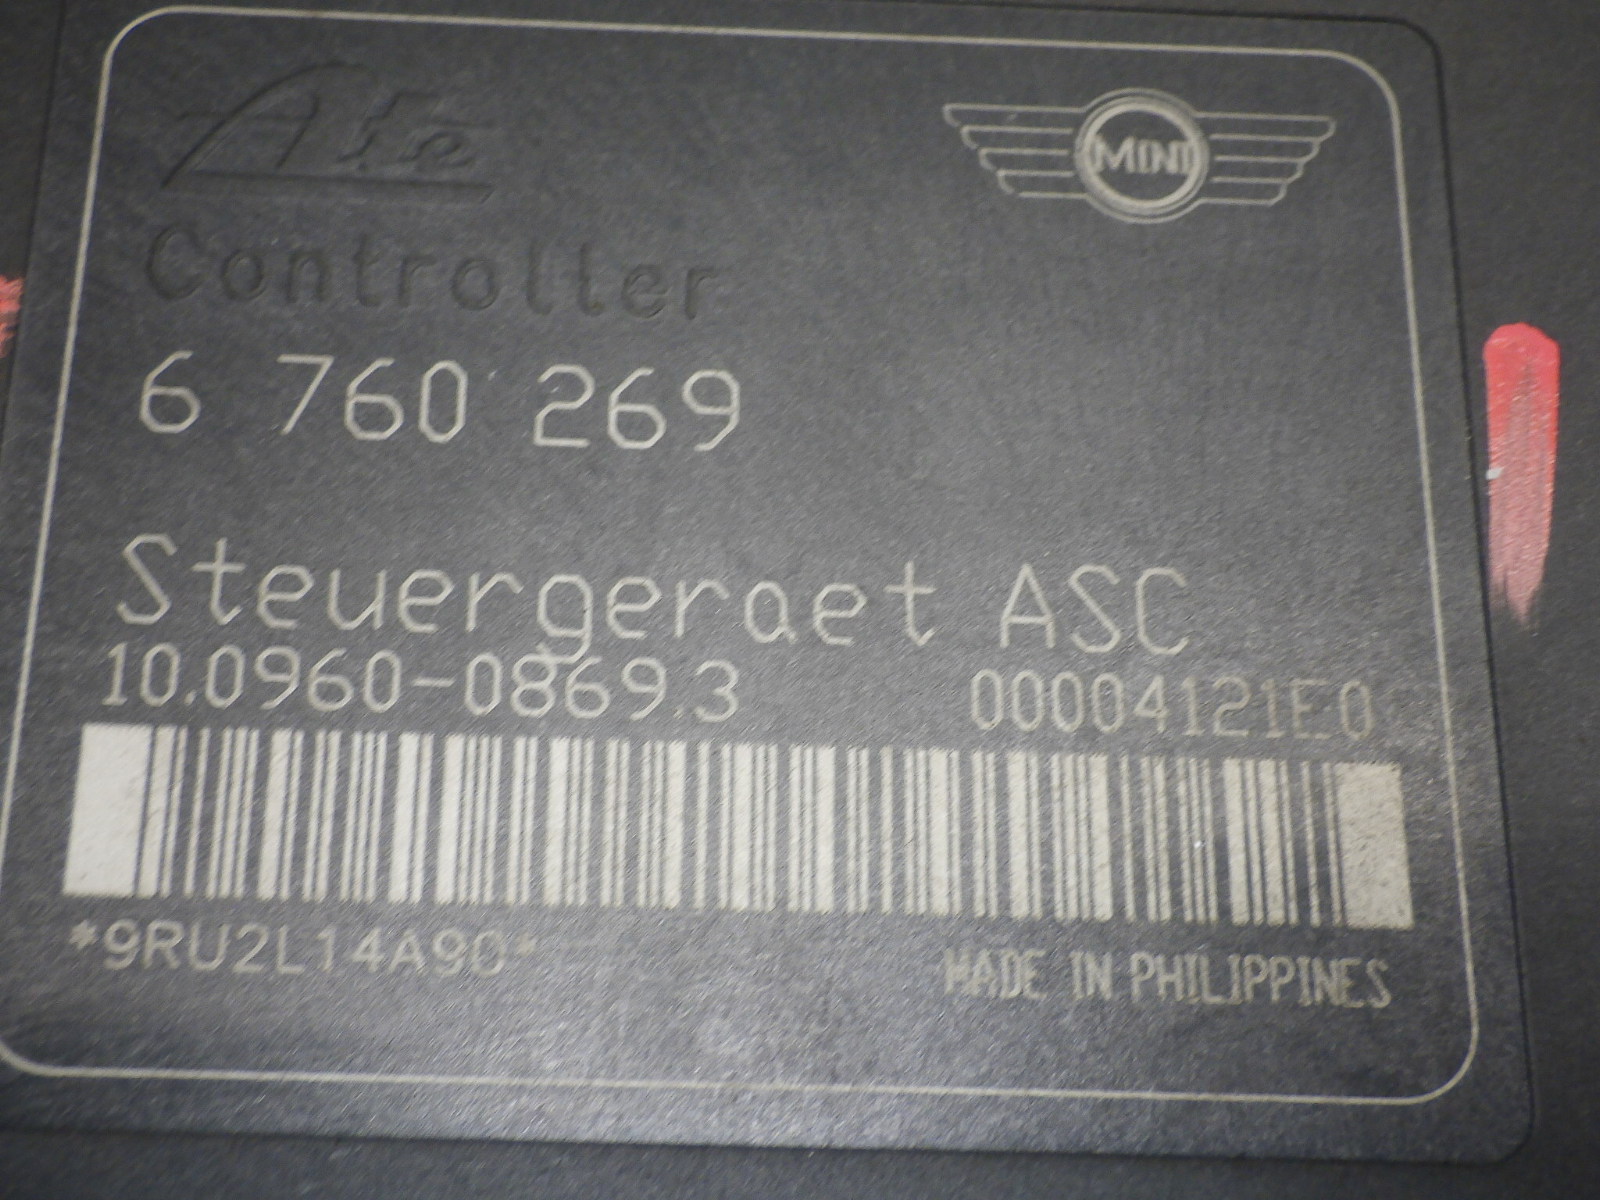 Ate
MINI
Controller
6 760 269
Steuergeraet ASC
10.0960-0869.3 00004121E0
*9RU2L14A90*
MADE IN PHILIPPINES